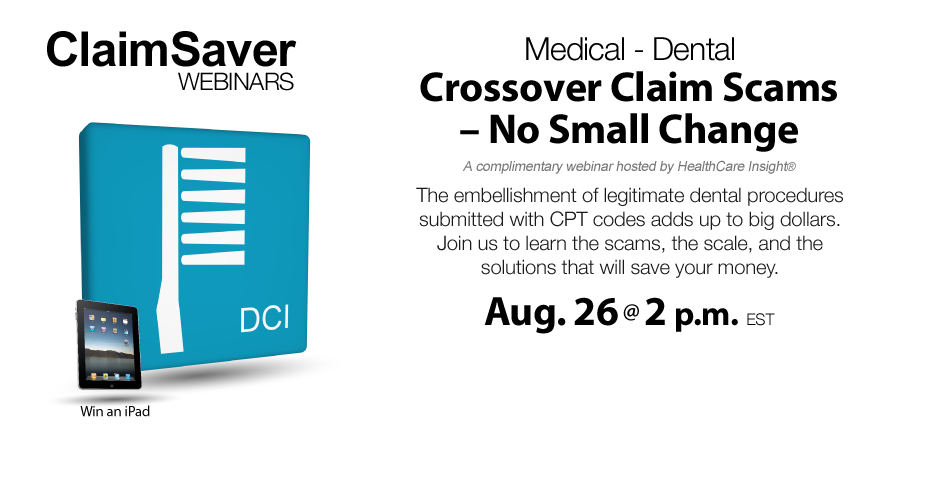 ClaimSaver
WEBINARS
DCI
Win an iPad
Medical - Dental
Crossover Claim Scams
– No Small Change
A complimentary webinar hosted by HealthCare Insight®
The embellishment of legitimate dental procedures
submitted with CPT codes adds up to big dollars.
Join us to learn the scams, the scale, and the
solutions that will save your money.
Aug. 26 @ 2 p.m. EST